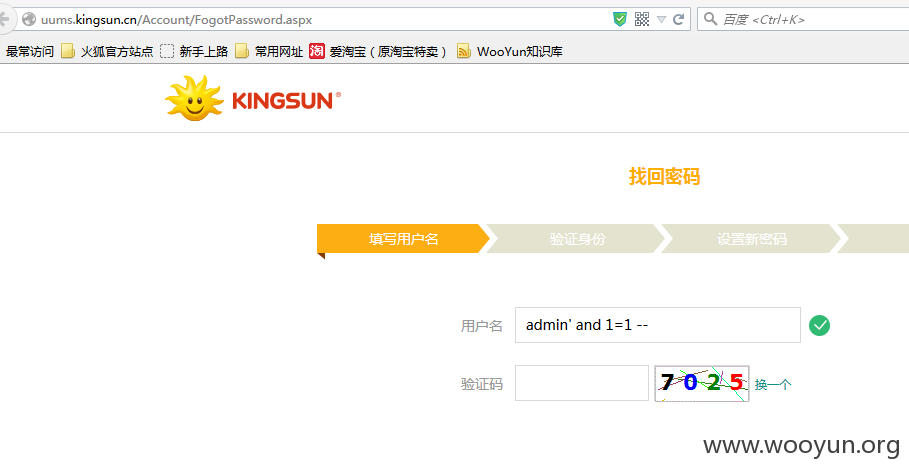 uums.kingsun.cn/Account/FogotPassword.aspx 百度 <Ctrl+K>
最常访问 火狐官方站点 新手上路 常用网址 淘 爱淘宝（原淘宝特卖） WooYun知识库
KINGSUN®
找回密码
填写用户名 验证身份 设置新密码
用户名 admin' and 1=1 --
验证码 7025 换一个
www.wooyun.org